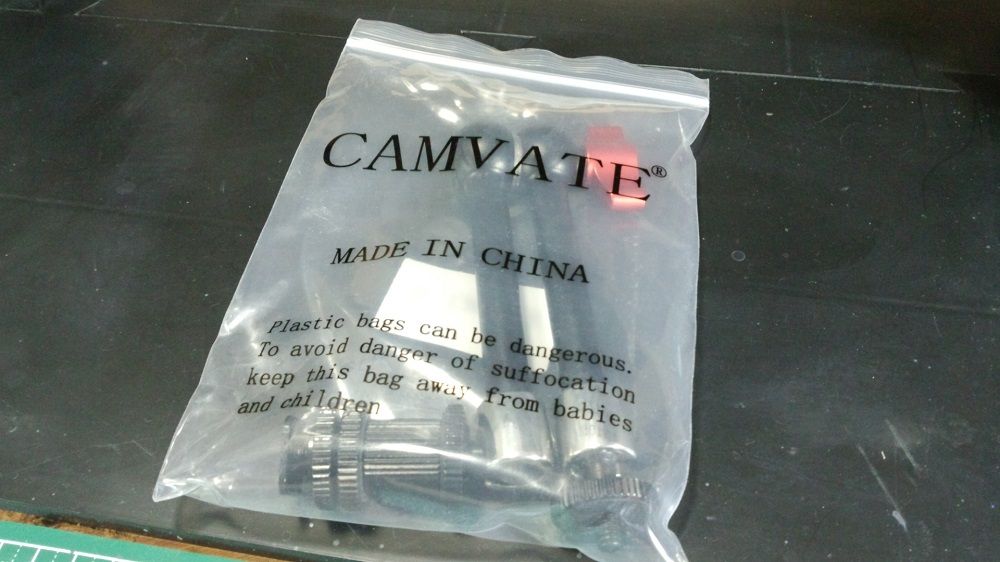 CAMVATE®
MADE IN CHINA
Plastic bags can be dangerous.
To avoid danger of suffocation
keep this bag away from babies
and children